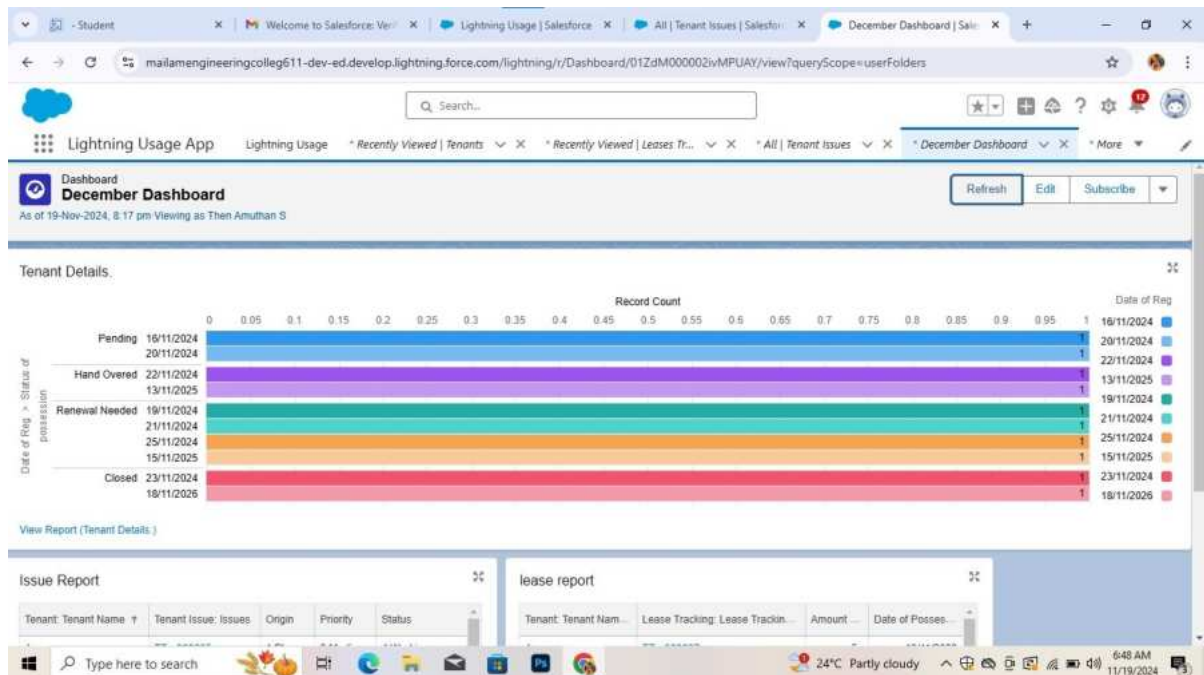 - Student
Welcome to Salesforce: Veri
Lightning Usage | Salesforce
All | Tenant Issues | Salesfor
December Dashboard | Sale
mailamengineeringcolleg611-dev-ed.develop.lightning.force.com/lightning/r/Dashboard/01ZdM000002ivMPUAY/view?queryScope=userFolders
Search...
12
Lightning Usage App
Lightning Usage
* Recently Viewed | Tenants
* Recently Viewed | Leases Tr...
* All | Tenant Issues
* December Dashboard
* More
Dashboard
December Dashboard
As of 19-Nov-2024, 8:17 pm Viewing as Then Amuthan S
Refresh
Edit
Subscribe
Tenant Details.
Record Count
0 0.05 0.1 0.15 0.2 0.25 0.3 0.35 0.4 0.45 0.5 0.55 0.6 0.65 0.7 0.75 0.8 0.85 0.9 0.95 1
Date of Reg > Status of possession
Pending 16/11/2024 1
20/11/2024 1
Hand Overed 22/11/2024 1
13/11/2025 1
Renewal Needed 19/11/2024 1
21/11/2024 1
25/11/2024 1
15/11/2025 1
Closed 23/11/2024 1
18/11/2026 1
Date of Reg
16/11/2024
20/11/2024
22/11/2024
13/11/2025
19/11/2024
21/11/2024
25/11/2024
15/11/2025
23/11/2024
18/11/2026
View Report (Tenant Details.)
Issue Report
Tenant: Tenant Name ↑ Tenant Issue: Issues Origin Priority Status
lease report
Tenant: Tenant Nam... Lease Tracking: Lease Trackin... Amount ... Date of Posses...
Type here to search
24°C Partly cloudy
6:48 AM
11/19/2024